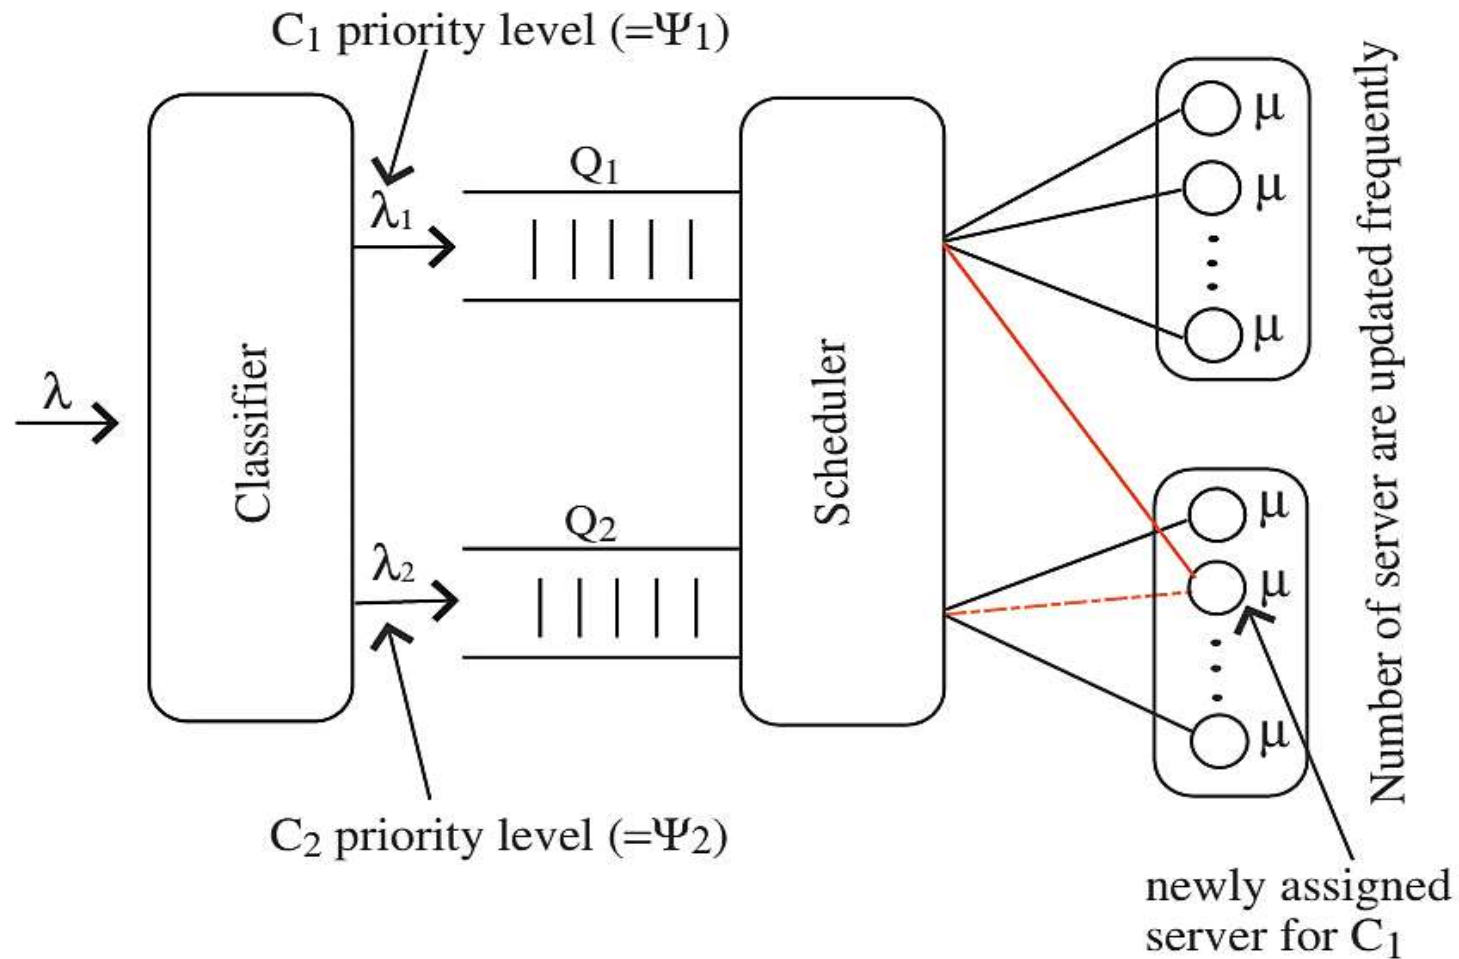 C₁ priority level (=Ψ₁)
λ
Classifier
λ₁
Q₁
λ₂
Q₂
C₂ priority level (=Ψ₂)
Scheduler
μ
μ
μ
μ
μ
μ
newly assigned
server for C₁
Number of server are updated frequently